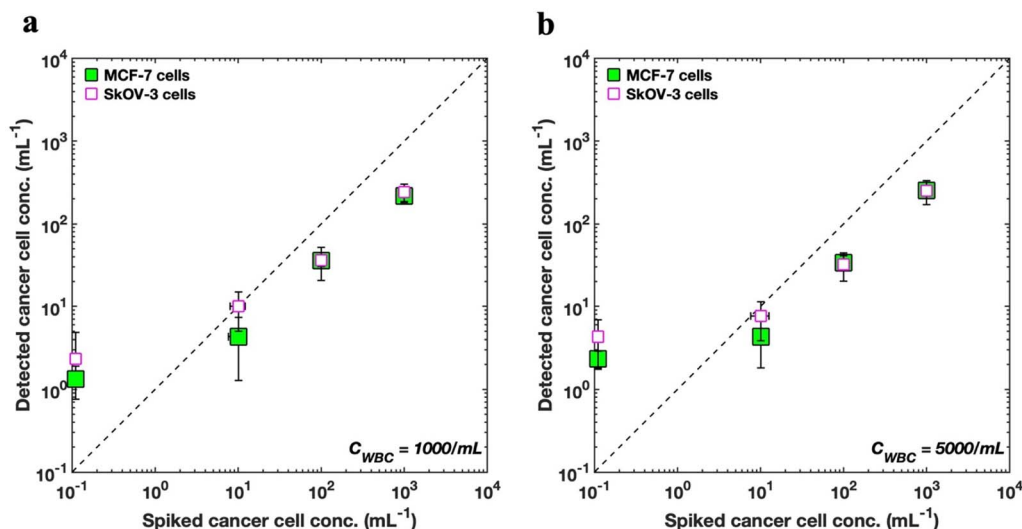 a
10^4
10^3
10^2
10^1
10^0
10^-1
Detected cancer cell conc. (mL^-1)
MCF-7 cells
SkOV-3 cells
C_WBC = 1000/mL
10^-1 10^0 10^1 10^2 10^3 10^4
Spiked cancer cell conc. (mL^-1)
b
10^4
10^3
10^2
10^1
10^0
10^-1
Detected cancer cell conc. (mL^-1)
MCF-7 cells
SkOV-3 cells
C_WBC = 5000/mL
10^-1 10^0 10^1 10^2 10^3 10^4
Spiked cancer cell conc. (mL^-1)